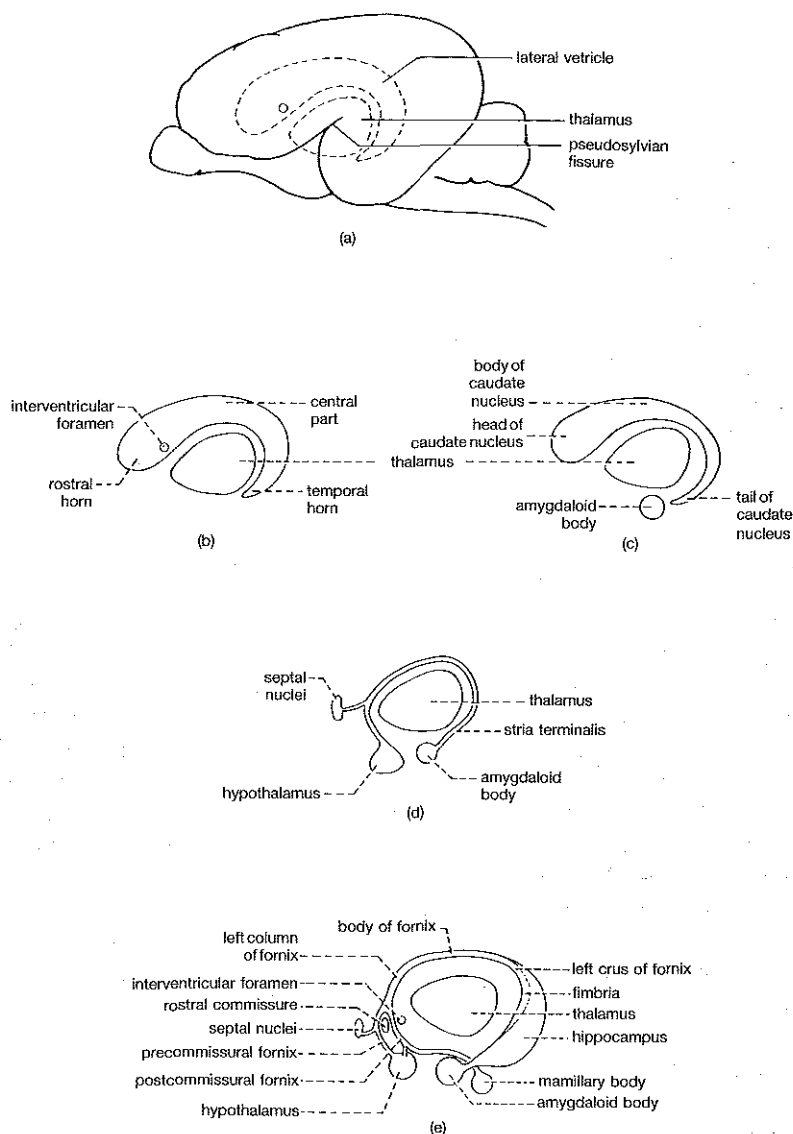 lateral vetricle
thalamus
pseudosylvian
fissure
(a)
interventricular
foramen
central
part
rostral
horn
temporal
horn
(b)
body of
caudate
nucleus
head of
caudate nucleus
thalamus
amygdaloid
body
tail of
caudate
nucleus
(c)
septal
nuclei
thalamus
stria terminalis
hypothalamus
amygdaloid
body
(d)
body of fornix
left column
of fornix
left crus of fornix
interventricular foramen
fimbria
rostral commissure
thalamus
septal nuclei
hippocampus
precommissural fornix
postcommissural fornix
mamillary body
hypothalamus
amygdaloid body
(e)